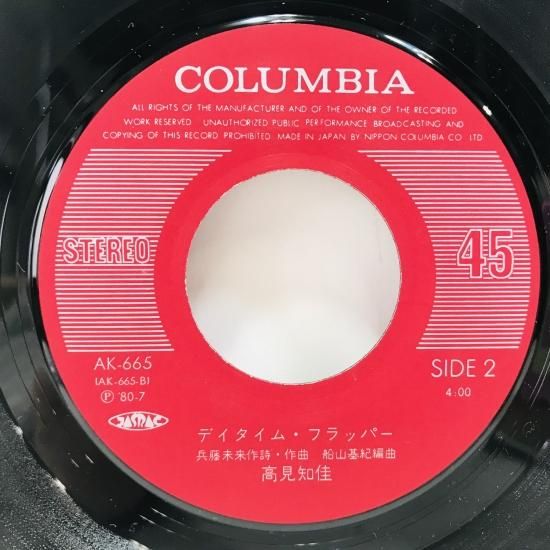 COLUMBIA
ALL RIGHTS OF THE MANUFACTURER AND OF THE OWNER OF THE RECORDED
WORK RESERVED UNAUTHORIZED PUBLIC PERFORMANCE BROADCASTING AND
COPYING OF THIS RECORD PROHIBITED. MADE IN JAPAN BY NIPPON COLUMBIA CO LTD
STEREO
45
AK-665
SIDE 2
(AK-665-B)
4:00
Ⓟ '80-7
JASRAC
デイタイム・フラッパー
兵藤未来作詩・作曲 船山基紀編曲
高見知佳